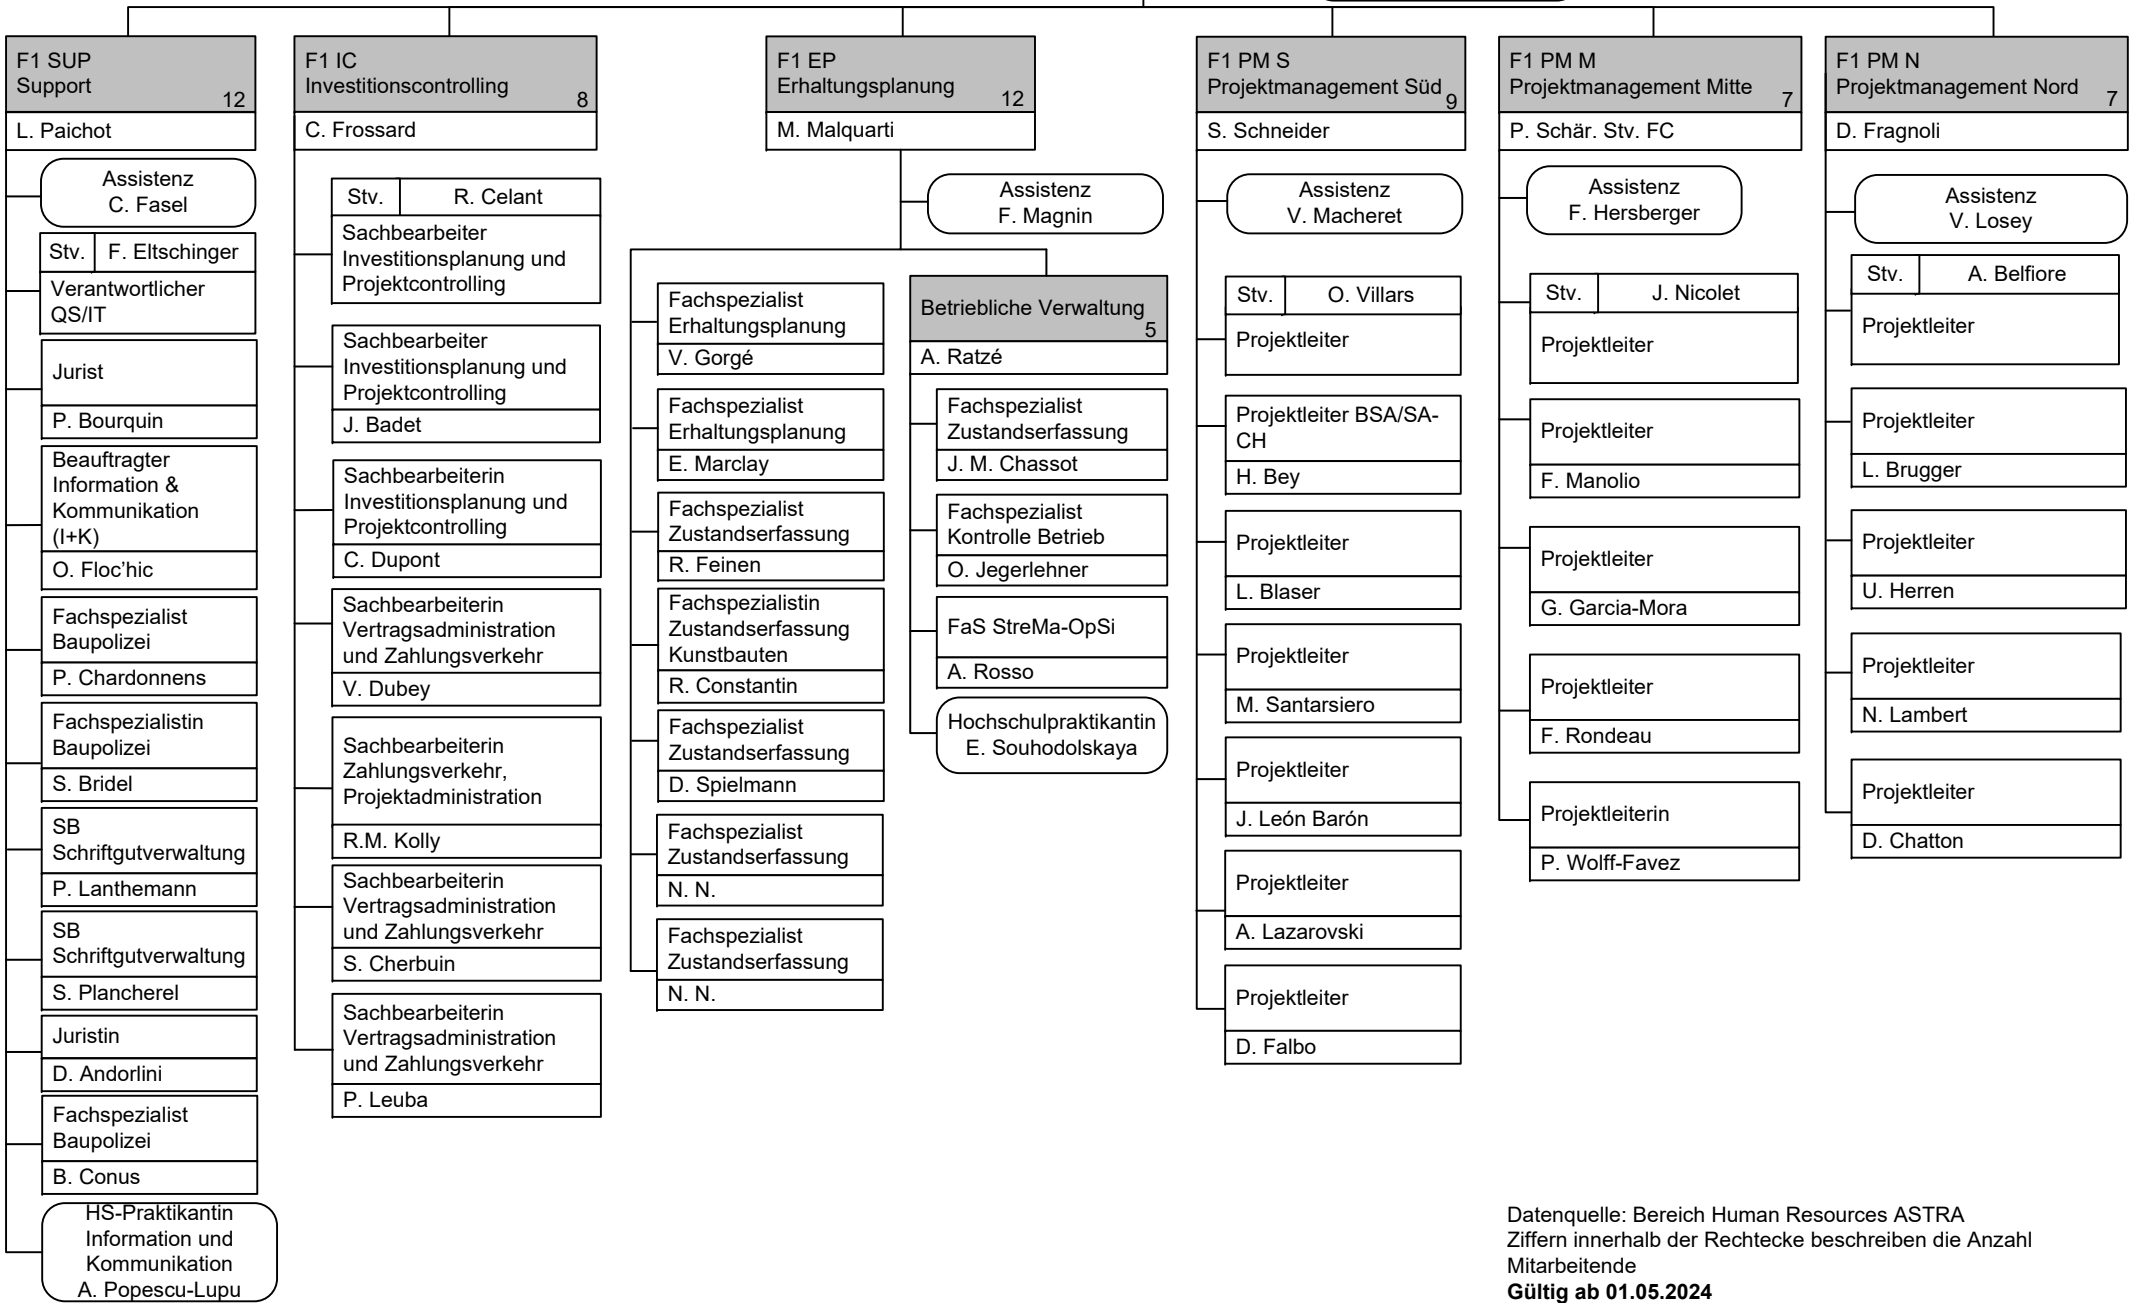 F1 SUP
Support
12
L. Paichot
Assistenz
C. Fasel
Stv.
F. Eltschinger
Verantwortlicher
QS/IT
Jurist
P. Bourquin
Beauftragter
Information &
Kommunikation
(I+K)
O. Floc’hic
Fachspezialist
Baupolizei
P. Chardonnens
Fachspezialistin
Baupolizei
S. Bridel
SB
Schriftgutverwaltung
P. Lanthemann
SB
Schriftgutverwaltung
S. Plancherel
Juristin
D. Andorlini
Fachspezialist
Baupolizei
B. Conus
HS-Praktikantin
Information und
Kommunikation
A. Popescu-Lupu
F1 IC
Investitionscontrolling
8
C. Frossard
Stv.
R. Celant
Sachbearbeiter
Investitionsplanung und
Projektcontrolling
Sachbearbeiter
Investitionsplanung und
Projektcontrolling
J. Badet
Sachbearbeiterin
Investitionsplanung und
Projektcontrolling
C. Dupont
Sachbearbeiterin
Vertragsadministration
und Zahlungsverkehr
V. Dubey
Sachbearbeiterin
Zahlungsverkehr,
Projektadministration
R.M. Kolly
Sachbearbeiterin
Vertragsadministration
und Zahlungsverkehr
S. Cherbuin
Sachbearbeiterin
Vertragsadministration
und Zahlungsverkehr
P. Leuba
F1 EP
Erhaltungsplanung
12
M. Malquarti
Assistenz
F. Magnin
Fachspezialist
Erhaltungsplanung
V. Gorgé
Fachspezialist
Erhaltungsplanung
E. Marclay
Fachspezialist
Zustandserfassung
R. Feinen
Fachspezialistin
Zustandserfassung
Kunstbauten
R. Constantin
Fachspezialist
Zustandserfassung
D. Spielmann
Fachspezialist
Zustandserfassung
N. N.
Fachspezialist
Zustandserfassung
N. N.
Betriebliche Verwaltung
5
A. Ratzé
Fachspezialist
Zustandserfassung
J. M. Chassot
Fachspezialist
Kontrolle Betrieb
O. Jegerlehner
FaS StreMa-OpSi
A. Rosso
Hochschulpraktikantin
E. Souhodolskaya
F1 PM S
Projektmanagement Süd
9
S. Schneider
Assistenz
V. Macheret
Stv.
O. Villars
Projektleiter
Projektleiter BSA/SA-
CH
H. Bey
Projektleiter
L. Blaser
Projektleiter
M. Santarsiero
Projektleiter
J. León Barón
Projektleiter
A. Lazarovski
Projektleiter
D. Falbo
F1 PM M
Projektmanagement Mitte
7
P. Schär. Stv. FC
Assistenz
F. Hersberger
Stv.
J. Nicolet
Projektleiter
Projektleiter
F. Manolio
Projektleiter
G. Garcia-Mora
Projektleiter
F. Rondeau
Projektleiterin
P. Wolff-Favez
F1 PM N
Projektmanagement Nord
7
D. Fragnoli
Assistenz
V. Losey
Stv.
A. Belfiore
Projektleiter
Projektleiter
L. Brugger
Projektleiter
U. Herren
Projektleiter
N. Lambert
Projektleiter
D. Chatton
Datenquelle: Bereich Human Resources ASTRA
Ziffern innerhalb der Rechtecke beschreiben die Anzahl
Mitarbeitende
Gültig ab 01.05.2024